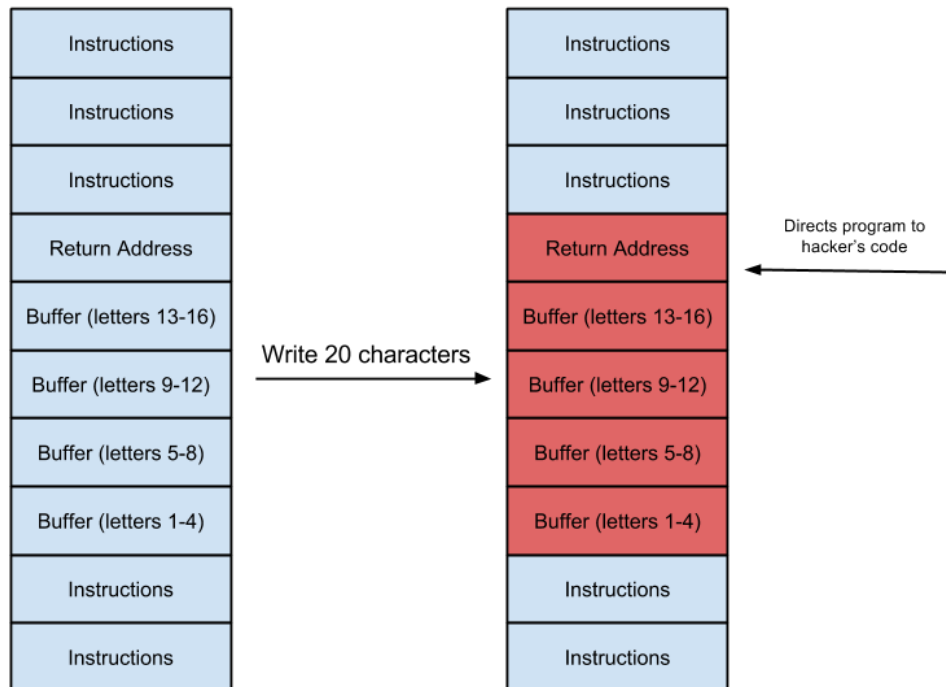 Instructions
Instructions
Instructions
Return Address
Buffer (letters 13-16)
Buffer (letters 9-12)
Buffer (letters 5-8)
Buffer (letters 1-4)
Instructions
Instructions
Write 20 characters
Instructions
Instructions
Instructions
Return Address
Buffer (letters 13-16)
Buffer (letters 9-12)
Buffer (letters 5-8)
Buffer (letters 1-4)
Instructions
Instructions
Directs program to
hacker's code